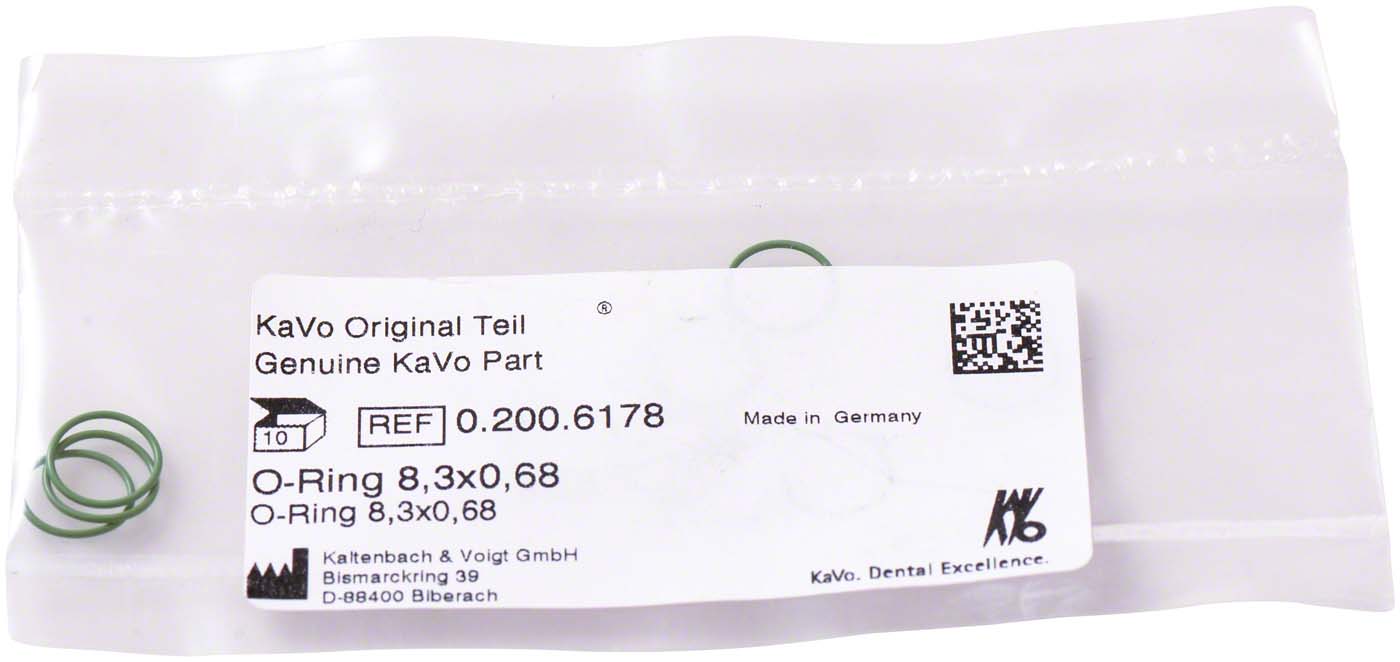 KaVo Original Teil ®
Genuine KaVo Part
10 REF 0.200.6178 Made in Germany
O-Ring 8,3x0,68
O-Ring 8,3x0,68
KAVO
Kaltenbach & Voigt GmbH
Bismarckring 39
D-88400 Biberach
KaVo. Dental Excellence.